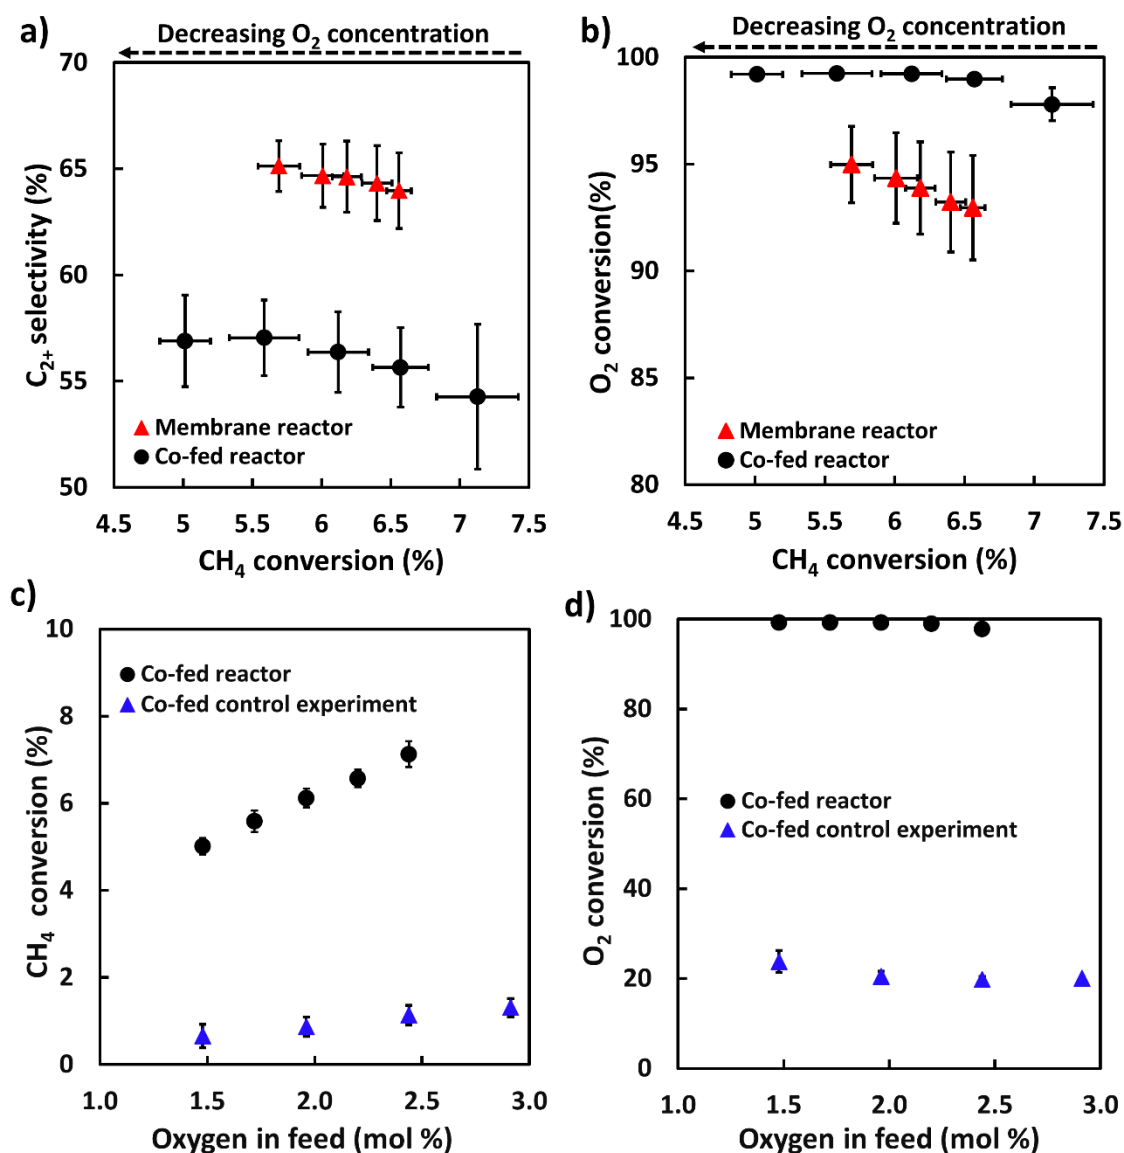 a)
Decreasing O₂ concentration
70
65
60
55
50
C₂₊ selectivity (%)
Membrane reactor
Co-fed reactor
4.5 5 5.5 6 6.5 7 7.5
CH₄ conversion (%)
b)
Decreasing O₂ concentration
100
95
90
85
80
O₂ conversion(%)
Membrane reactor
Co-fed reactor
4.5 5 5.5 6 6.5 7 7.5
CH₄ conversion (%)
c)
10
8
6
4
2
0
CH₄ conversion (%)
Co-fed reactor
Co-fed control experiment
1.0 1.5 2.0 2.5 3.0
Oxygen in feed (mol %)
d)
100
80
60
40
20
0
O₂ conversion (%)
Co-fed reactor
Co-fed control experiment
1.0 1.5 2.0 2.5 3.0
Oxygen in feed (mol %)